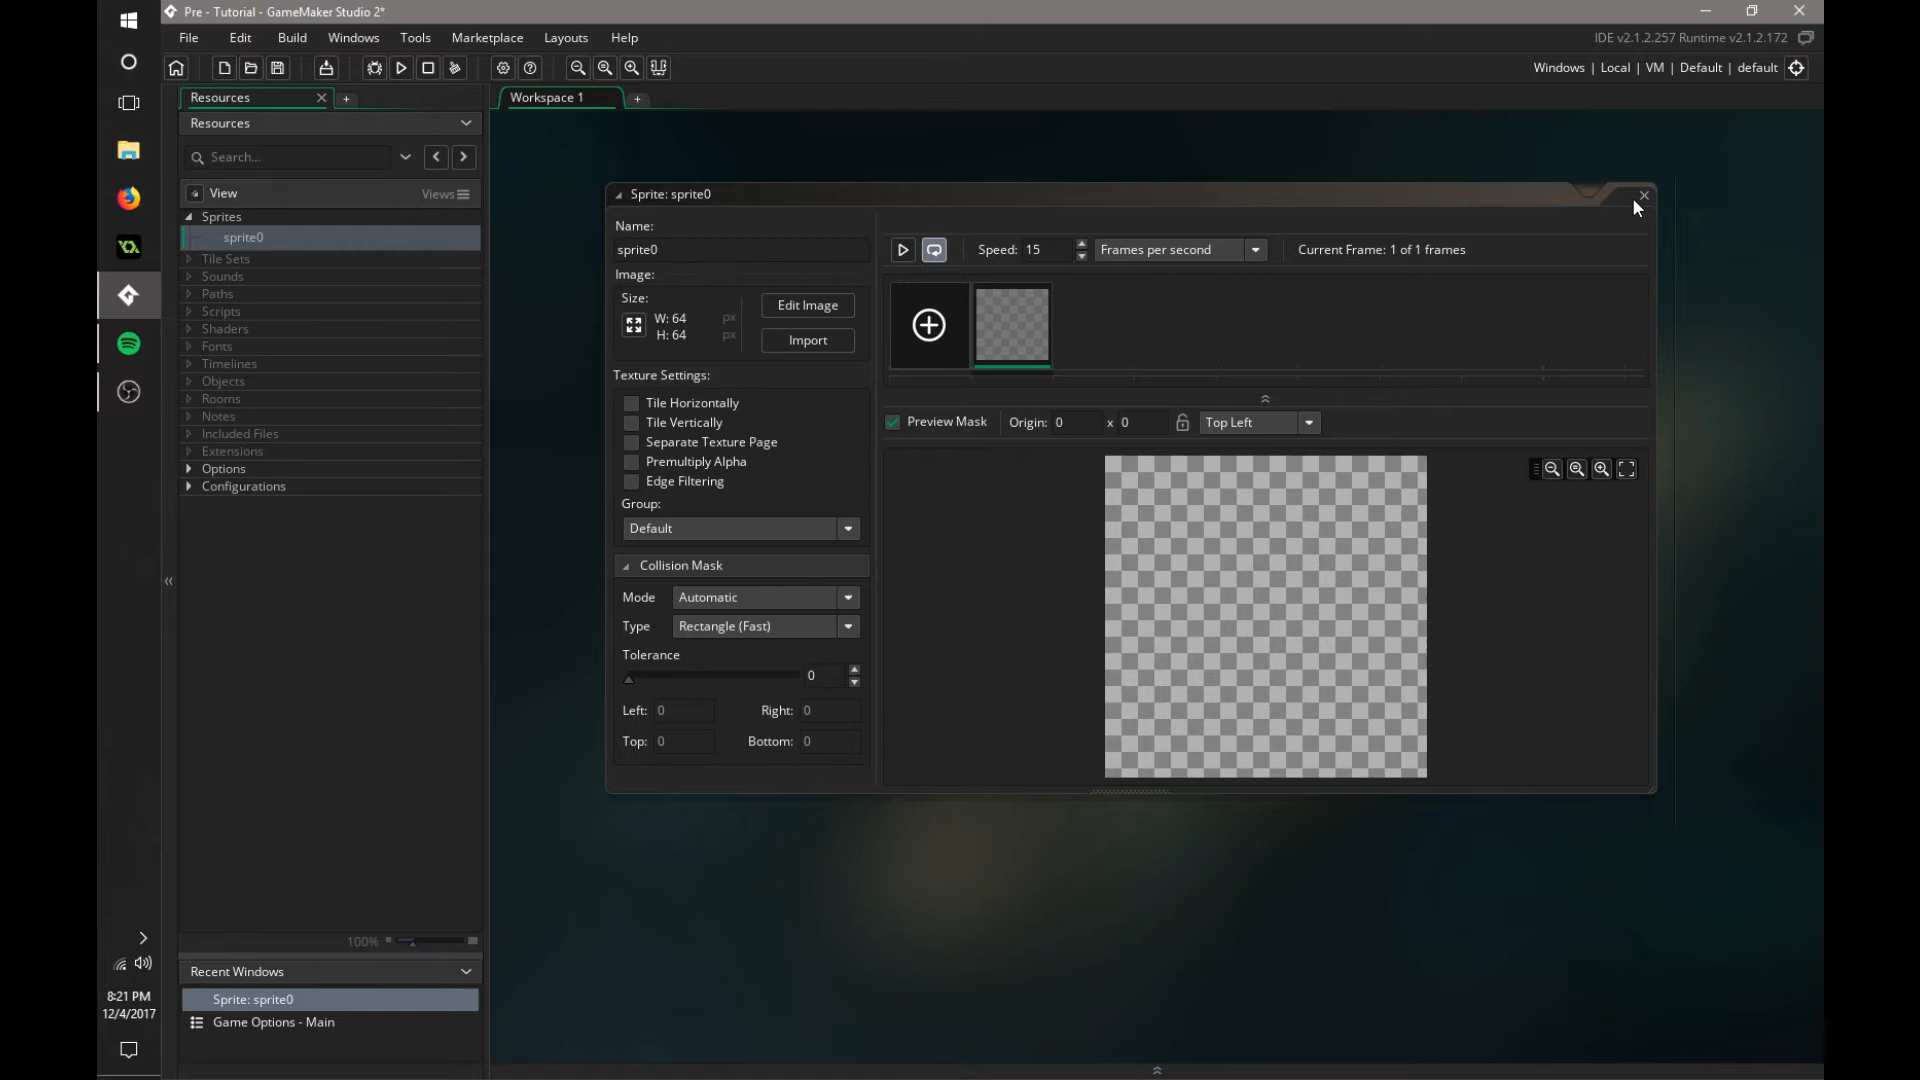 Pre - Tutorial - GameMaker Studio 2*
File Edit Build Windows Tools Marketplace Layouts Help
IDE v2.1.2.257 Runtime v2.1.2.172
Windows | Local | VM | Default | default
Resources
Workspace 1
Resources
Search...
View Views
Sprites
sprite0
Tile Sets
Sounds
Paths
Scripts
Shaders
Fonts
Timelines
Objects
Rooms
Notes
Included Files
Extensions
Options
Configurations
100%
Recent Windows
Sprite: sprite0
Game Options - Main
Sprite: sprite0
Name:
sprite0
Image:
Size:
W: 64 px
H: 64 px
Edit Image
Import
Texture Settings:
Tile Horizontally
Tile Vertically
Separate Texture Page
Premultiply Alpha
Edge Filtering
Group:
Default
Collision Mask
Mode Automatic
Type Rectangle (Fast)
Tolerance
0
Left: 0 Right: 0
Top: 0 Bottom: 0
Speed: 15 Frames per second Current Frame: 1 of 1 frames
Preview Mask Origin: 0 x 0 Top Left
8:21 PM
12/4/2017